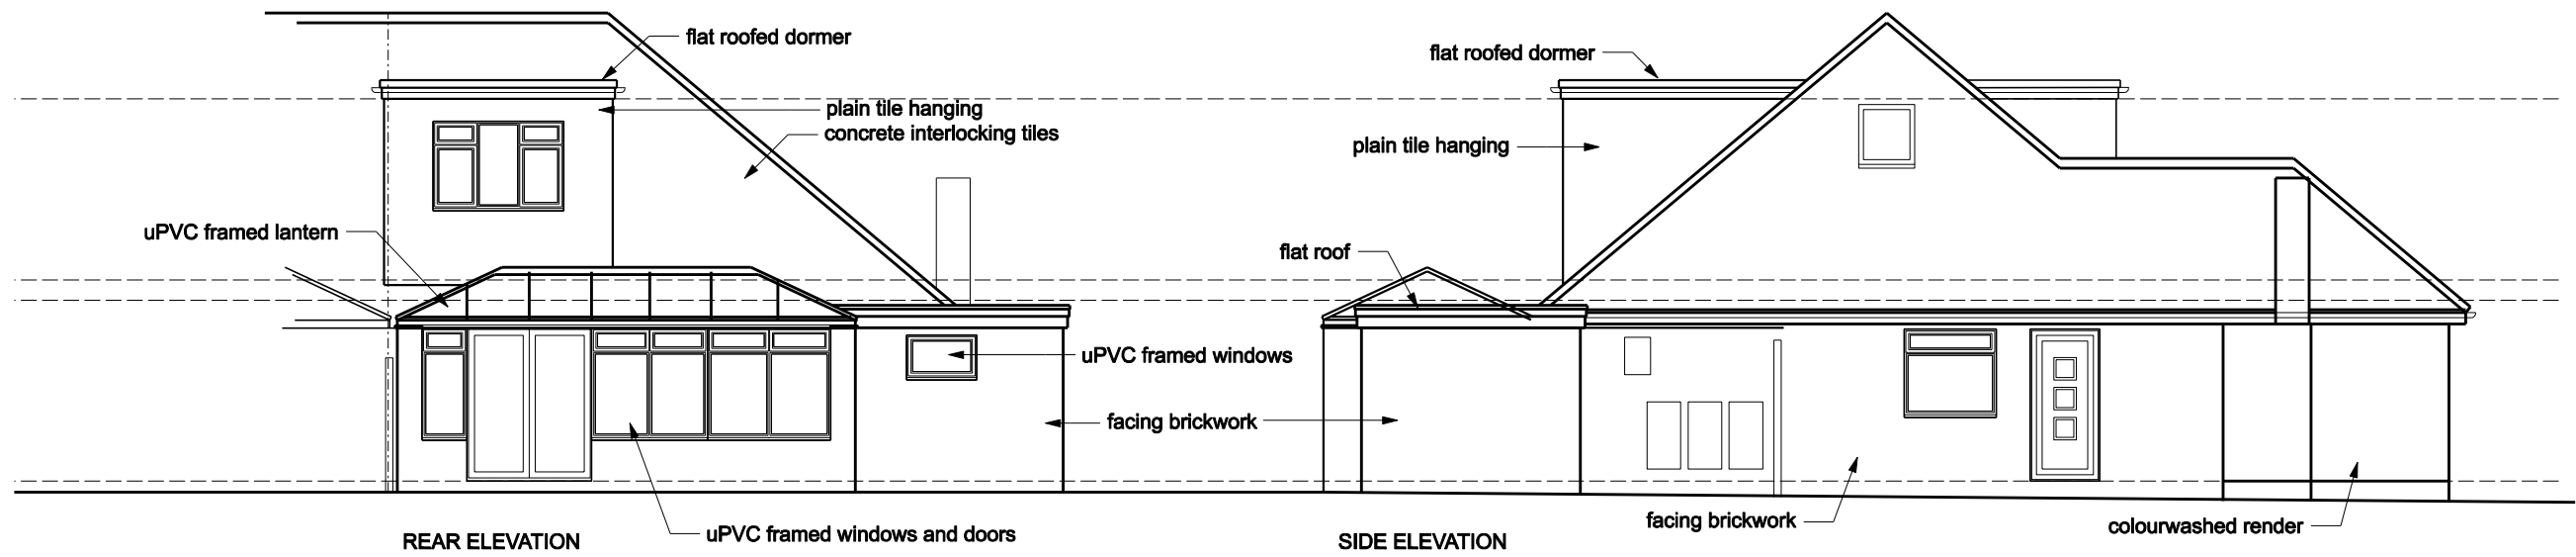 flat roofed dormer
plain tile hanging
concrete interlocking tiles
uPVC framed lantern
uPVC framed windows
facing brickwork
uPVC framed windows and doors
REAR ELEVATION
flat roofed dormer
plain tile hanging
flat roof
facing brickwork
colourwashed render
SIDE ELEVATION